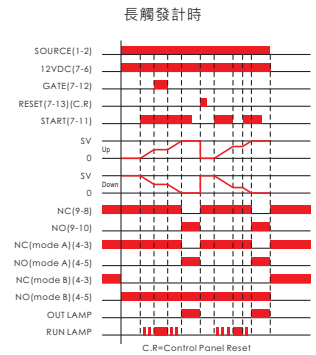 長觸發計時
SOURCE(1-2)
12VDC(7-6)
GATE(7-12)
RESET(7-13)(C.R)
START(7-11)
SV
Up
0
SV
Down
0
NC(9-8)
NO(9-10)
NC(mode A)(4-3)
NO(mode A)(4-5)
NC(mode B)(4-3)
NO(mode B)(4-5)
OUT LAMP
RUN LAMP
C.R=Control Panel Reset